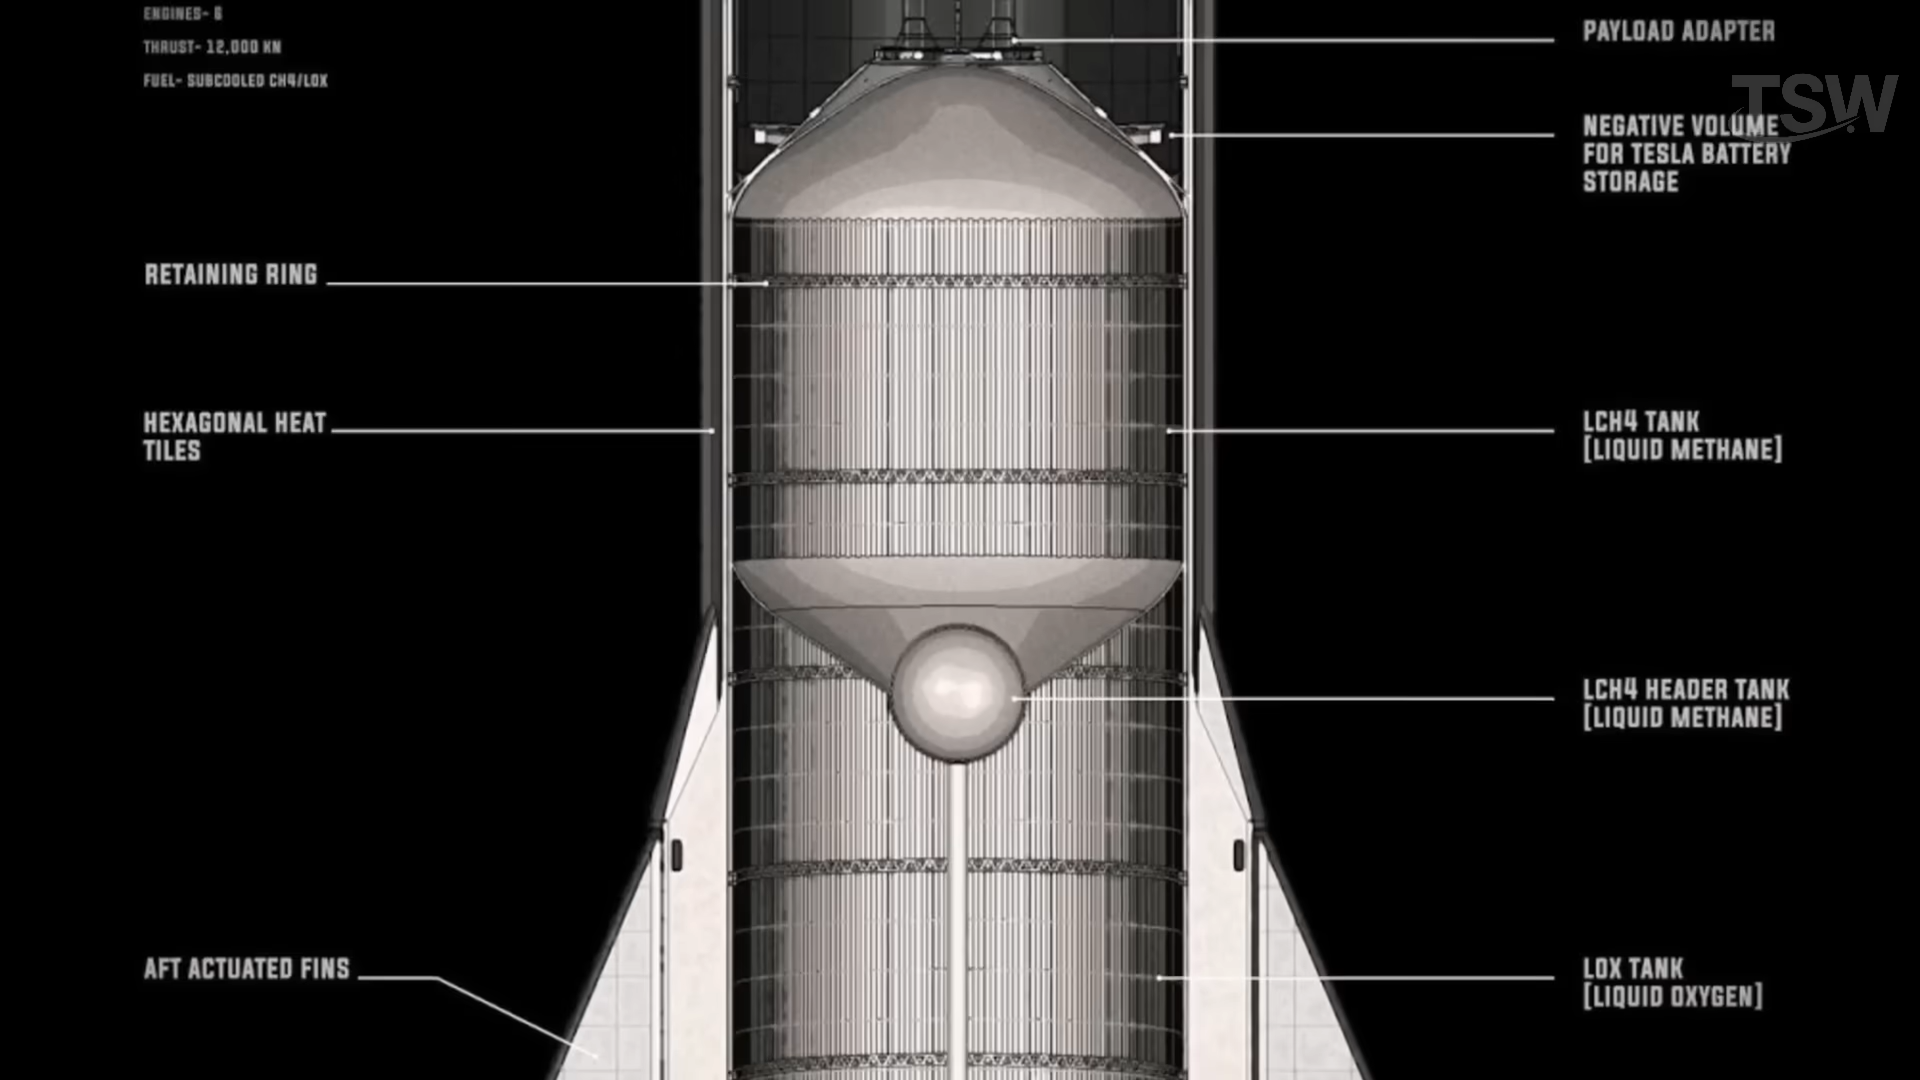 ENGINES- 6
THRUST- 12,000 KN
FUEL- SUBCOOLED CH4/LOX
PAYLOAD ADAPTER
TSW
NEGATIVE VOLUME
FOR TESLA BATTERY
STORAGE
RETAINING RING
HEXAGONAL HEAT
TILES
LCH4 TANK
[LIQUID METHANE]
LCH4 HEADER TANK
[LIQUID METHANE]
AFT ACTUATED FINS
LOX TANK
[LIQUID OXYGEN]